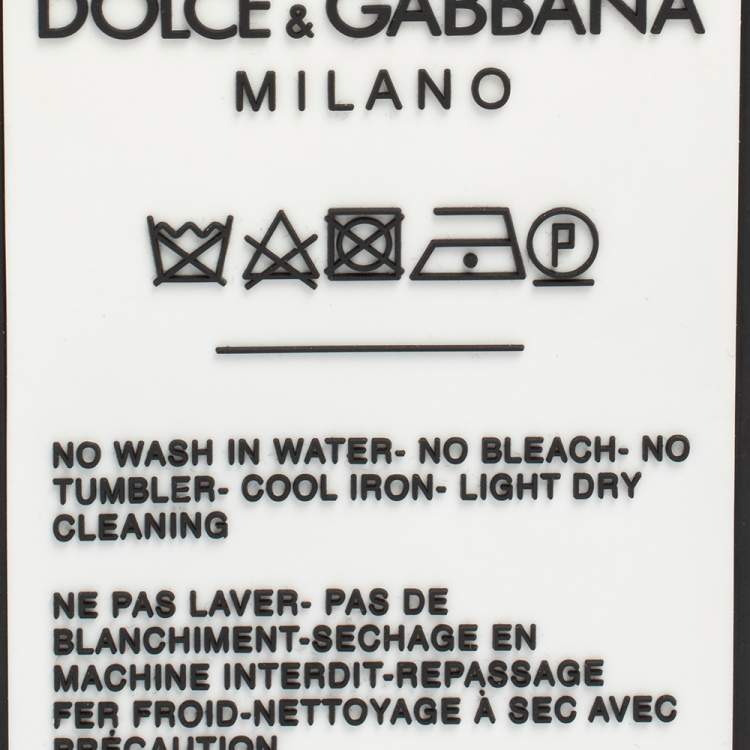 DOLCE & GABBANA
MILANO
P
NO WASH IN WATER- NO BLEACH- NO
TUMBLER- COOL IRON- LIGHT DRY
CLEANING
NE PAS LAVER- PAS DE
BLANCHIMENT-SECHAGE EN
MACHINE INTERDIT-REPASSAGE
FER FROID-NETTOYAGE À SEC AVEC
PRÉCAUTION